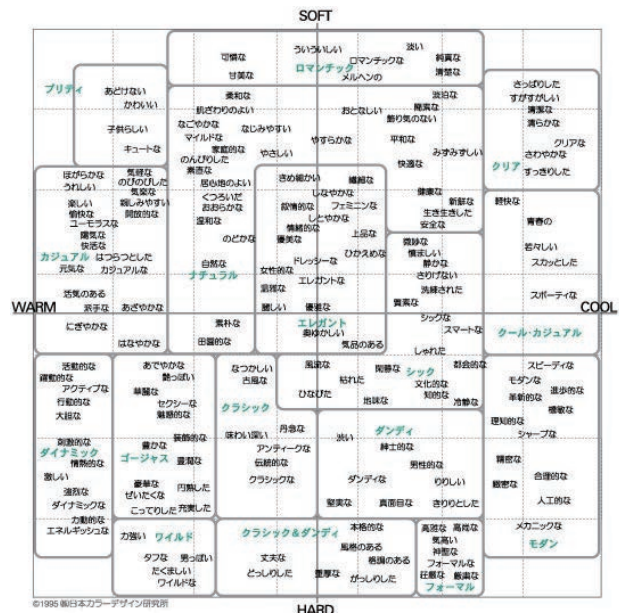 SOFT
可憐な
ういういしい
淡い
ロマンチックな
純真な
甘美な
ロマンチック
メルヘンの
清楚な
プリティ
あどけない
かわいい
子供らしい
キュートな
柔和な
肌ざわりのよい
なごやかな
なじみやすい
マイルドな
家庭的な
のんびりした
やさしい
素直な
居心地のよい
くつろいだ
おおらかな
温和な
のどかな
自然な
ナチュラル
素朴な
田園的な
おとなしい
やすらかな
淡泊な
簡潔な
飾り気のない
平和な
みずみずしい
快適な
健康な
新鮮な
生き生きした
安全な
さっぱりした
すがすがしい
清潔な
清らかな
クリアな
さわやかな
クリア
すっきりした
ほがらかな
気軽な
うれしい
のびのびした
気楽な
楽しい
親しみやすい
愉快な
開放的な
ユーモラスな
陽気な
快活な
カジュアル
はつらつとした
元気な
カジュアルな
活気のある
派手な
あざやかな
にぎやかな
はなやかな
きめ細かい
繊細な
しなやかな
叙情的な
フェミニンな
しとやかな
情緒的な
上品な
優美な
ひかえめな
ドレッシーな
女性的な
エレガントな
麗しい
優雅な
エレガント
奥ゆかしい
気品のある
微妙な
慎ましい
静かな
さりげない
洗練された
質素な
シックな
スマートな
しゃれた
風流な
閑静な
シック
都会的な
枯れた
文化的な
知的な
ひなびた
地味な
冷静な
軽快な
青春の
若々しい
スカッとした
スポーティな
クール・カジュアル
WARM
COOL
活動的な
躍動的な
アクティブな
行動的な
大胆な
刺激的な
ダイナミック
情熱的な
激しい
強烈な
ダイナミックな
力動的な
エネルギッシュな
あでやかな
艶っぽい
華麗な
セクシーな
魅惑的な
装飾的な
豊かな
ゴージャス
豊潤な
豪華な
円熟した
ぜいたくな
充実した
こってりした
なつかしい
古風な
クラシック
味わい深い
丹念な
アンティークな
伝統的な
クラシックな
渋い
ダンディ
紳士的な
男性的な
ダンディな
りりしい
堅実な
真面目な
きりりとした
スピーディな
モダンな
進歩的な
革新的な
機敏な
理知的な
シャープな
精密な
合理的な
厳密な
人工的な
メカニックな
モダン
力強い
ワイルド
タフな
男っぽい
たくましい
ワイルドな
クラシック&ダンディ
本格的な
風格のある
丈夫な
格調のある
どっしりした
重厚な
がっしりした
高尚な
気高い
神聖な
フォーマルな
荘厳な
厳粛な
フォーマル
©1995 ㈱日本カラーデザイン研究所
HARD